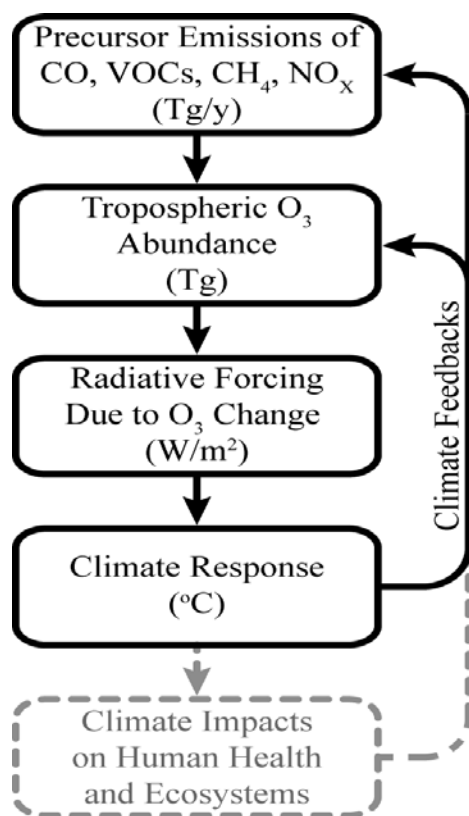 Precursor Emissions of
CO, VOCs, CH₄, NOₓ
(Tg/y)
Tropospheric O₃
Abundance
(Tg)
Radiative Forcing
Due to O₃ Change
(W/m²)
Climate Response
(°C)
Climate Impacts
on Human Health
and Ecosystems
Climate Feedbacks